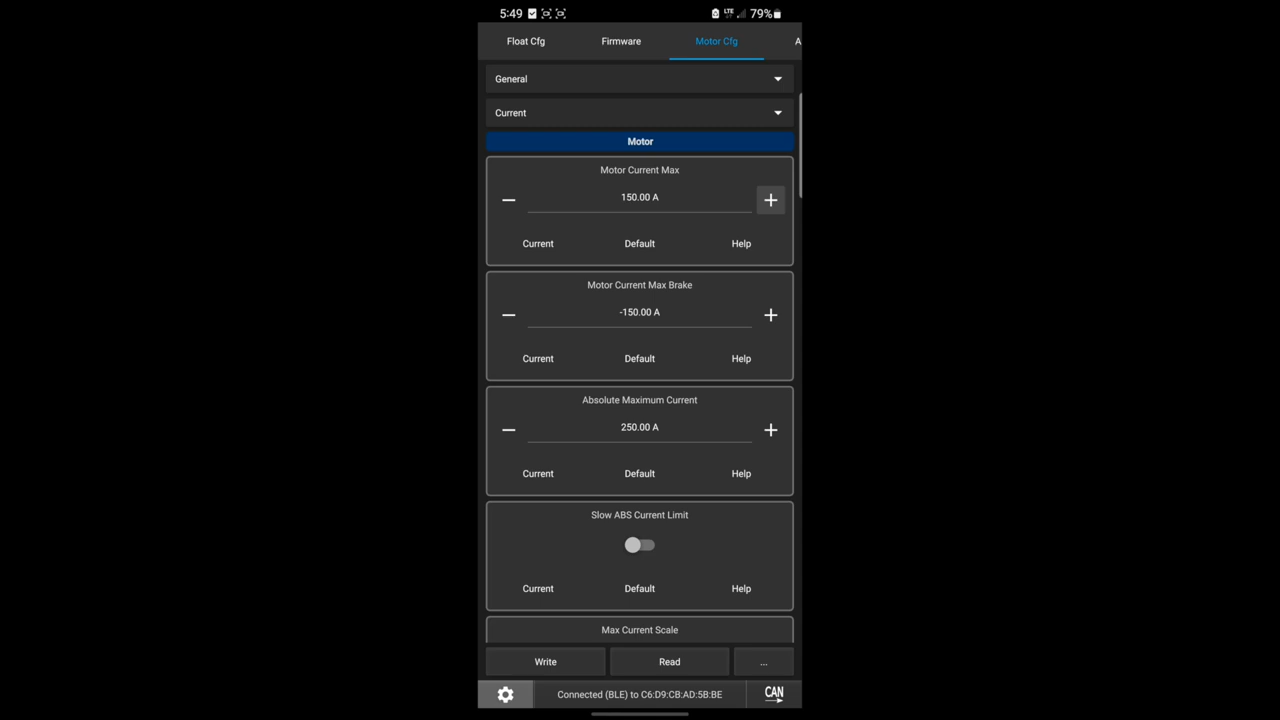 5:49 LTE 79%
Float Cfg Firmware Motor Cfg A
General
Current
Motor
Motor Current Max
150.00 A
Current Default Help
Motor Current Max Brake
-150.00 A
Current Default Help
Absolute Maximum Current
250.00 A
Current Default Help
Slow ABS Current Limit
Current Default Help
Max Current Scale
Write Read ...
Connected (BLE) to C6:D9:CB:AD:5B:BE CAN